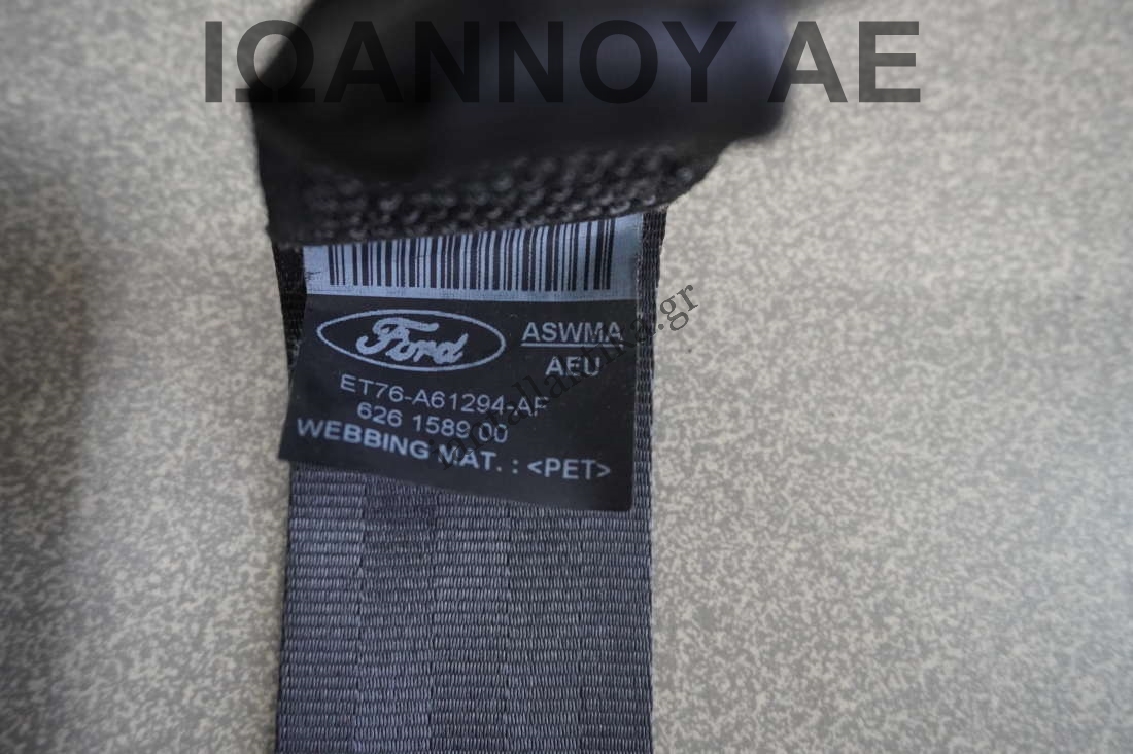 ΙΩΑΝΝΟΥ ΑΕ
Ford
ASWMA
AEU
ET76-A61294-AF
626 1589 00
WEBBING MAT. : <PET>